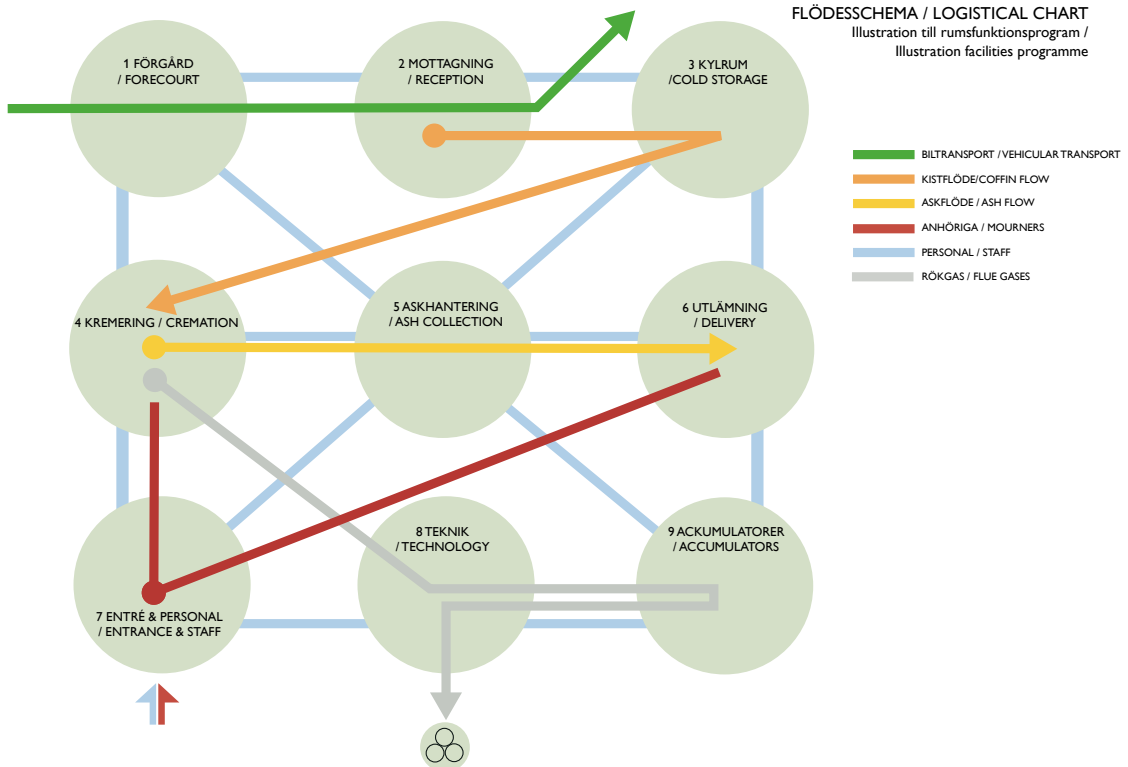 FLÖDESSCHEMA / LOGISTICAL CHART
Illustration till rumsfunktionsprogram /
Illustration facilities programme
1 FÖRGÅRD
/ FORECOURT
2 MOTTAGNING
/ RECEPTION
3 KYLRUM
/COLD STORAGE
BILTRANSPORT / VEHICULAR TRANSPORT
KISTFLÖDE/COFFIN FLOW
ASKFLÖDE / ASH FLOW
ANHÖRIGA / MOURNERS
PERSONAL / STAFF
RÖKGAS / FLUE GASES
4 KREMERING / CREMATION
5 ASKHANTERING
/ ASH COLLECTION
6 UTLÄMNING
/ DELIVERY
7 ENTRÉ & PERSONAL
/ ENTRANCE & STAFF
8 TEKNIK
/ TECHNOLOGY
9 ACKUMULATORER
/ ACCUMULATORS